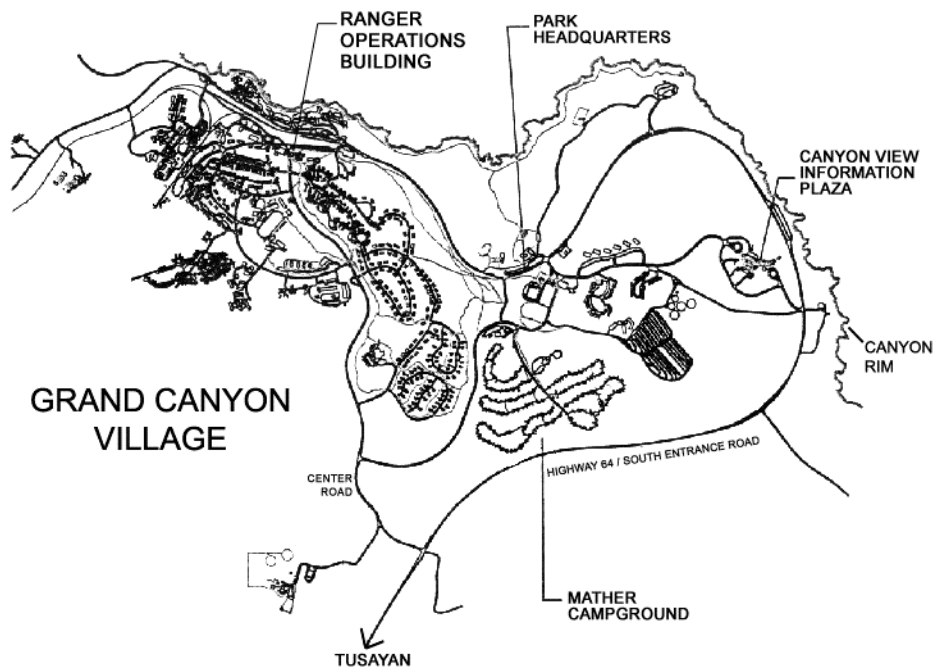 RANGER
OPERATIONS
BUILDING
PARK
HEADQUARTERS
CANYON VIEW
INFORMATION
PLAZA
CANYON
RIM
GRAND CANYON
VILLAGE
CENTER
ROAD
HIGHWAY 64 / SOUTH ENTRANCE ROAD
MATHER
CAMPGROUND
TUSAYAN